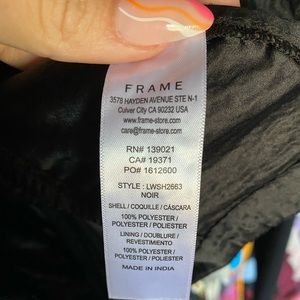 FRAME
3578 HAYDEN AVENUE STE N-1
Culver City CA 90232 USA
www.frame-store.com
care@frame-store.com
RN# 139021
CA# 19371
PO# 1612600
STYLE : LWSH2663
NOIR
SHELL / COQUILLE / CÁSCARA
100% POLYESTER /
POLYESTER / POLIESTER
LINING / DOUBLURE /
REVESTIMIENTO
100% POLYESTER /
POLYESTER / POLIESTER
MADE IN INDIA